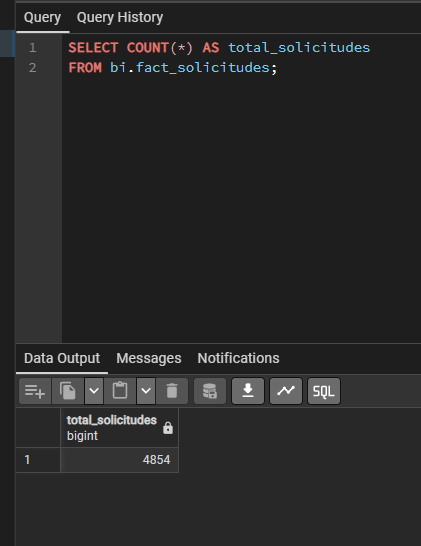 Query Query History
1 SELECT COUNT(*) AS total_solicitudes
2 FROM bi.fact_solicitudes;
Data Output Messages Notifications
SQL
total_solicitudes
bigint
1 4854